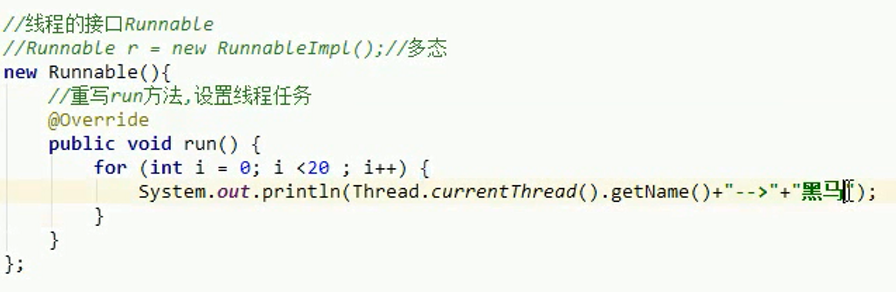 //线程的接口Runnable
//Runnable r = new RunnableImpl();//多态
new Runnable(){
    //重写run方法,设置线程任务
    @Override
    public void run() {
        for (int i = 0; i <20 ; i++) {
            System.out.println(Thread.currentThread().getName()+"-->"+"黑马");
        }
    }
};